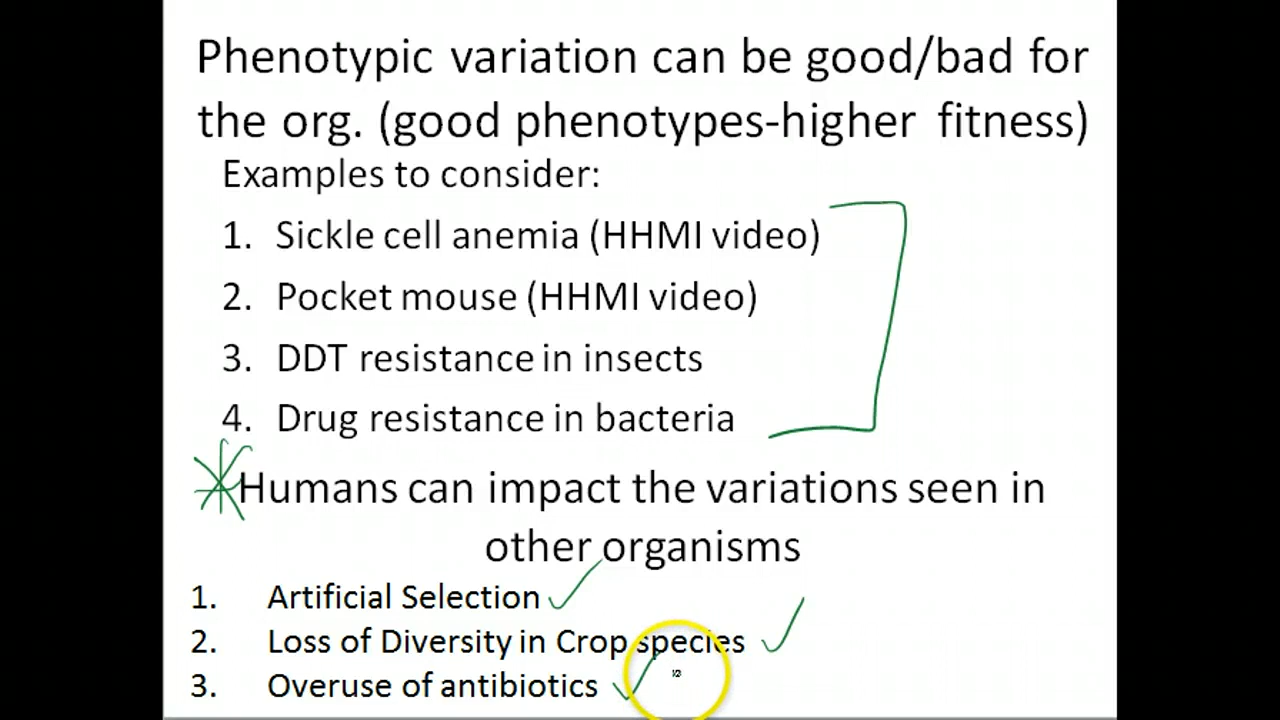 Phenotypic variation can be good/bad for
the org. (good phenotypes-higher fitness)
Examples to consider:
1. Sickle cell anemia (HHMI video)
2. Pocket mouse (HHMI video)
3. DDT resistance in insects
4. Drug resistance in bacteria
Humans can impact the variations seen in
other organisms
1. Artificial Selection
2. Loss of Diversity in Crop species
3. Overuse of antibiotics